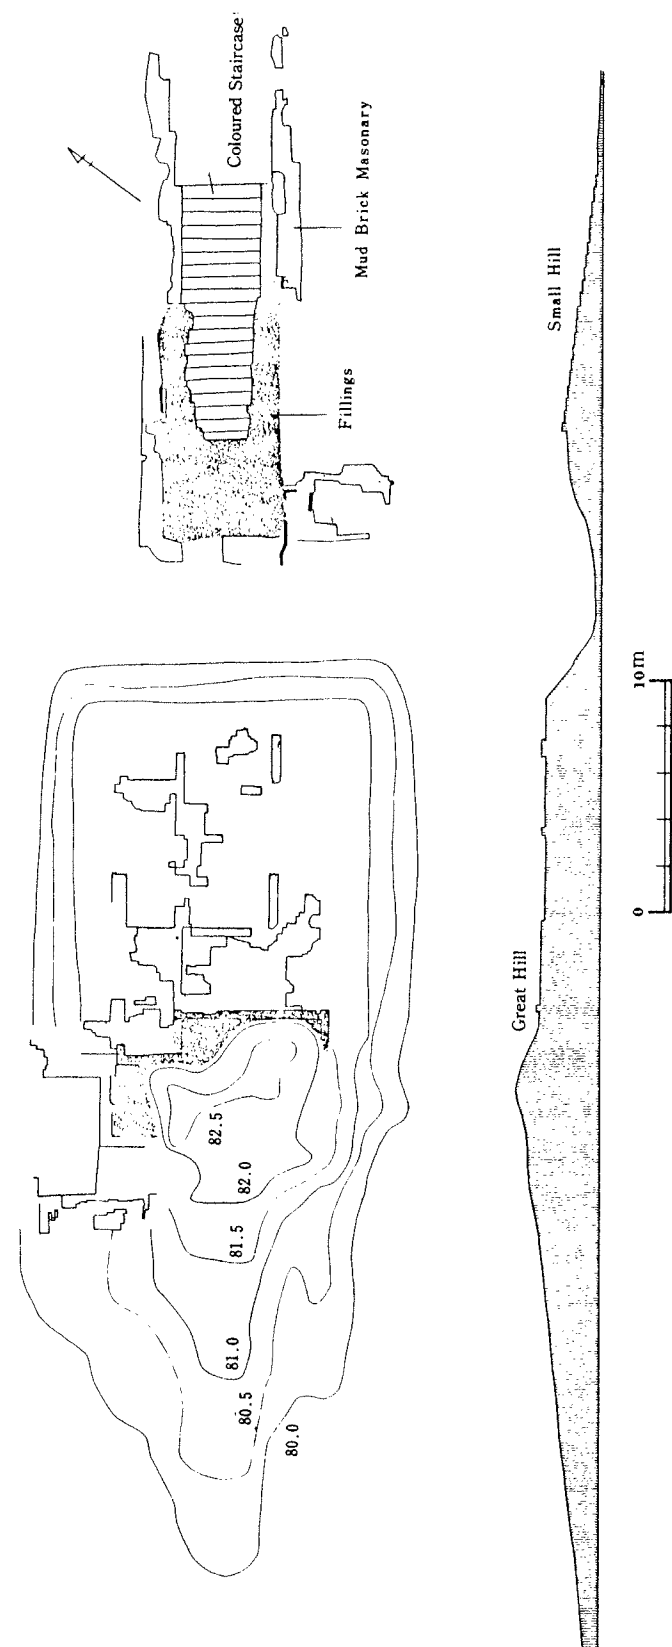 Coloured Staircase
Mud Brick Masonary
Fillings
Small Hill
Great Hill
82.5
82.0
81.5
81.0
80.5
80.0
0
10m